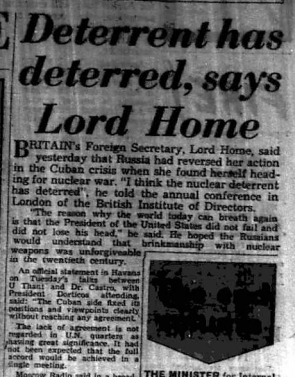 Deterrent has
deterred, says
Lord Home
BRITAIN's Foreign Secretary, Lord Home, said
yesterday that Russia had reversed her action
in the Cuban crisis when she found herself head-
ing for nuclear war. "I think the nuclear deterrent
has deterred", he told the annual conference in
London of the British Institute of Directors.
"The reason why the world today can breath again
is that the President of the United States did not fail and
did not lose his head," he said. He hoped the Russians
would understand that brinkmanship with nuclear
weapons was unforgiveable
in the twentieth century.
An official statement in Havana
on Tuesday's talks between
U Thant and Dr. Castro, with
President Dorticos attending,
said: "The Cuban side fixed its
positions and viewpoints clearly
without reaching any agreement."
The lack of agreement is not
regarded in U.N. quarters as
having great significance. It had
not been expected that the full
accord would be achieved in a
single meeting.
Moscow Radio said in a brief
THE MINISTER for Internal